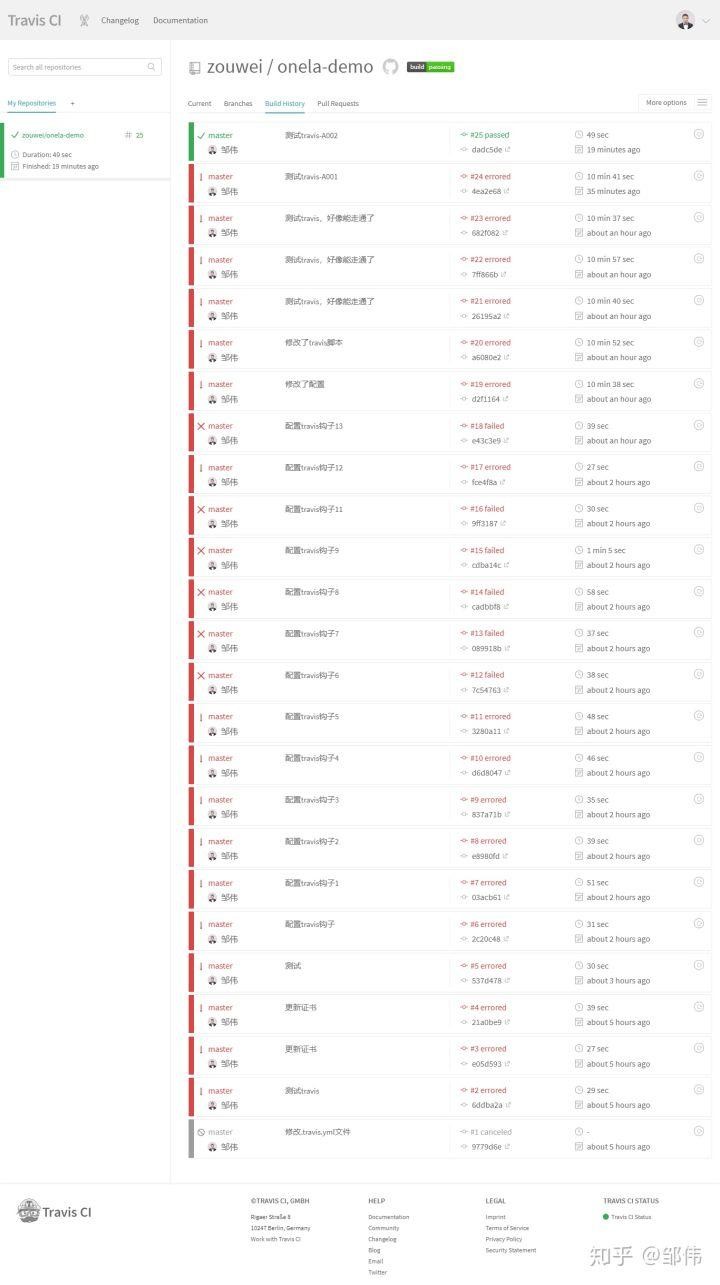 Travis CI
Changelog
Documentation
Search all repositories
My Repositories +
zouwei/onela-demo # 25
Duration: 49 sec
Finished: 19 minutes ago
zouwei / onela-demo
build passing
Current
Branches
Build History
Pull Requests
More options
master 测试travis-A002 #25 passed 49 sec
邹伟 dadc5de 19 minutes ago
master 测试travis-A001 #24 errored 10 min 41 sec
邹伟 4ea2e68 35 minutes ago
master 测试travis，好像能走通了 #23 errored 10 min 37 sec
邹伟 682f082 about an hour ago
master 测试travis，好像能走通了 #22 errored 10 min 57 sec
邹伟 7ff866b about an hour ago
master 测试travis，好像能走通了 #21 errored 10 min 40 sec
邹伟 26195a2 about an hour ago
master 修改了travis脚本 #20 errored 10 min 52 sec
邹伟 a6080e2 about an hour ago
master 修改了配置 #19 errored 10 min 38 sec
邹伟 d2f1164 about an hour ago
master 配置travis钩子13 #18 failed 39 sec
邹伟 e43c3e9 about an hour ago
master 配置travis钩子12 #17 errored 27 sec
邹伟 fce4f8a about 2 hours ago
master 配置travis钩子11 #16 failed 30 sec
邹伟 9ff3187 about 2 hours ago
master 配置travis钩子9 #15 failed 1 min 5 sec
邹伟 cdba14c about 2 hours ago
master 配置travis钩子8 #14 failed 58 sec
邹伟 cadbbf8 about 2 hours ago
master 配置travis钩子7 #13 failed 37 sec
邹伟 089918b about 2 hours ago
master 配置travis钩子6 #12 failed 38 sec
邹伟 7c54763 about 2 hours ago
master 配置travis钩子5 #11 errored 48 sec
邹伟 3280a11 about 2 hours ago
master 配置travis钩子4 #10 errored 46 sec
邹伟 d6d8047 about 2 hours ago
master 配置travis钩子3 #9 errored 35 sec
邹伟 837a71b about 2 hours ago
master 配置travis钩子2 #8 errored 39 sec
邹伟 e8980fd about 2 hours ago
master 配置travis钩子1 #7 errored 51 sec
邹伟 03acb61 about 2 hours ago
master 配置travis钩子 #6 errored 31 sec
邹伟 2c20c48 about 2 hours ago
master 测试 #5 errored 30 sec
邹伟 537d478 about 3 hours ago
master 更新证书 #4 errored 39 sec
邹伟 21a0be9 about 5 hours ago
master 更新证书 #3 errored 27 sec
邹伟 e05d593 about 5 hours ago
master 测试travis #2 errored 29 sec
邹伟 6ddba2a about 5 hours ago
master 修改.travis.yml文件 #1 canceled -
邹伟 9779d6e about 5 hours ago
Travis CI
©TRAVIS CI, GMBH
Rigaer Straße 8
10247 Berlin, Germany
Work with Travis CI
HELP
Documentation
Community
Changelog
Blog
Email
Twitter
LEGAL
Imprint
Terms of Service
Privacy Policy
Security Statement
TRAVIS CI STATUS
Travis CI Status
知乎 @邹伟